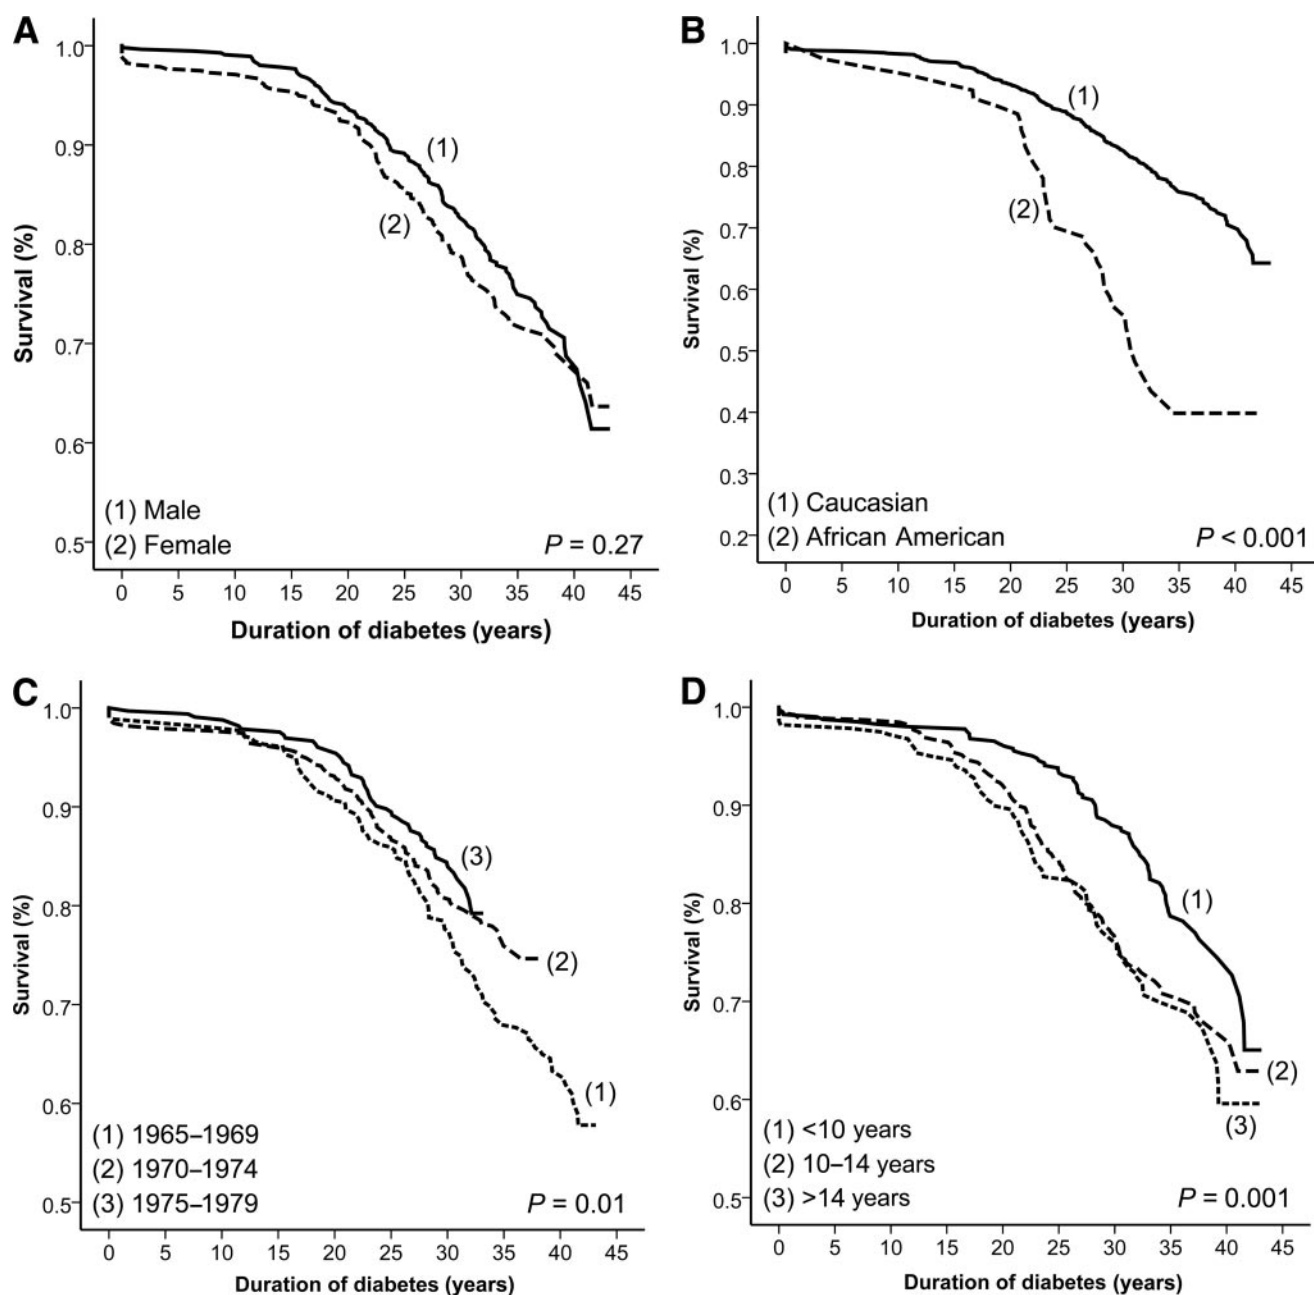 A
1.0
0.9
0.8
0.7
0.6
0.5
Survival (%)
(1)
(2)
(1) Male
(2) Female
P = 0.27
0 5 10 15 20 25 30 35 40 45
Duration of diabetes (years)
B
1.0
0.9
0.8
0.7
0.6
0.5
0.4
0.3
0.2
Survival (%)
(1)
(2)
(1) Caucasian
(2) African American
P < 0.001
0 5 10 15 20 25 30 35 40 45
Duration of diabetes (years)
C
1.0
0.9
0.8
0.7
0.6
0.5
Survival (%)
(3)
(2)
(1)
(1) 1965–1969
(2) 1970–1974
(3) 1975–1979
P = 0.01
0 5 10 15 20 25 30 35 40 45
Duration of diabetes (years)
D
1.0
0.9
0.8
0.7
0.6
0.5
Survival (%)
(1)
(2)
(3)
(1) <10 years
(2) 10–14 years
(3) >14 years
P = 0.001
0 5 10 15 20 25 30 35 40 45
Duration of diabetes (years)